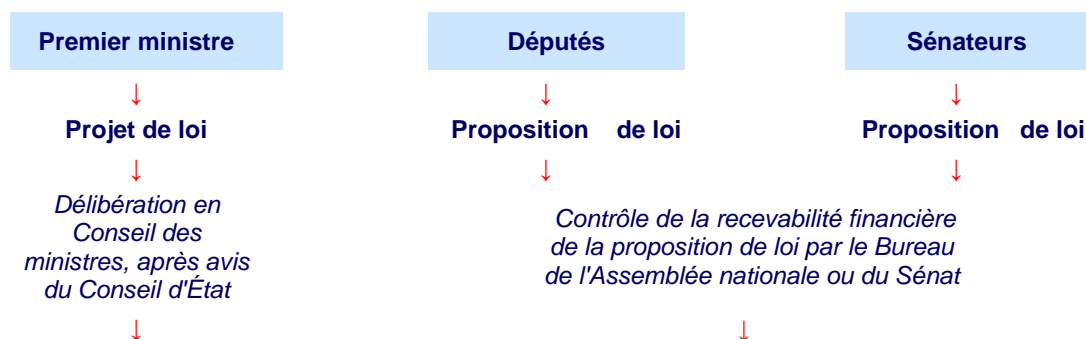 Premier ministre
Députés
Sénateurs
↓
↓
↓
Projet de loi
Proposition de loi
Proposition de loi
↓
↓
↓
Délibération en
Conseil des
ministres, après avis
du Conseil d'État
Contrôle de la recevabilité financière
de la proposition de loi par le Bureau
de l'Assemblée nationale ou du Sénat
↓
↓